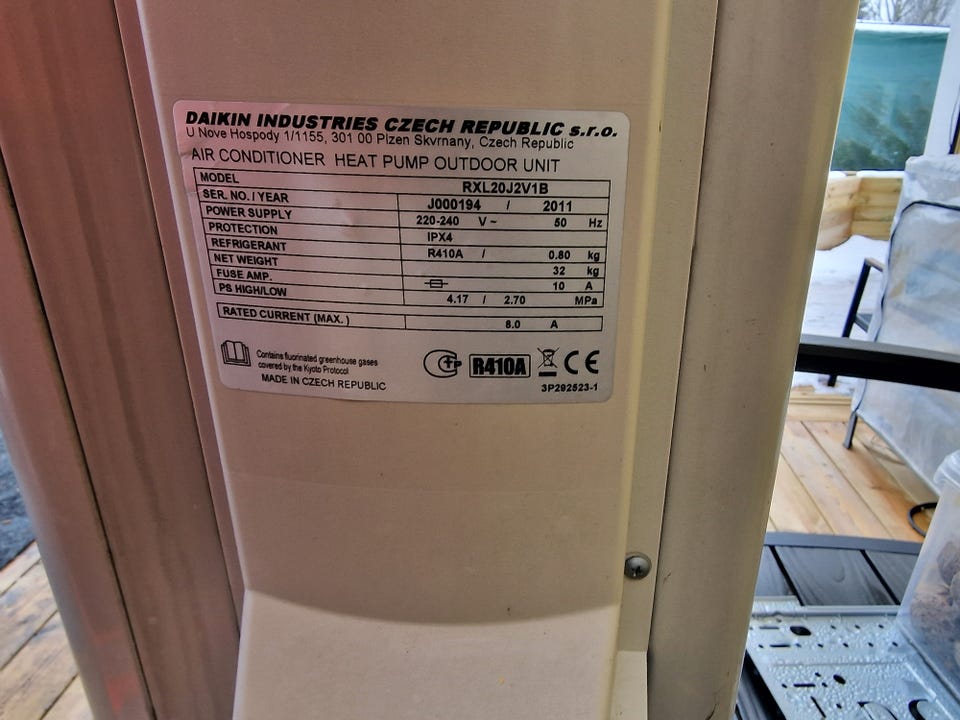 DAIKIN INDUSTRIES CZECH REPUBLIC s.r.o.
U Nove Hospody 1/1155, 301 00 Plzen Skvrnany, Czech Republic
AIR CONDITIONER HEAT PUMP OUTDOOR UNIT
MODEL RXL20J2V1B
SER. NO. / YEAR J000194 / 2011
POWER SUPPLY 220-240 V ~ 50 Hz
PROTECTION IPX4
REFRIGERANT R410A / 0.80 kg
NET WEIGHT 32 kg
FUSE AMP. 10 A
PS HIGH/LOW 4.17 / 2.70 MPa
RATED CURRENT (MAX.) 8.0 A
Contains fluorinated greenhouse gases
covered by the Kyoto Protocol
MADE IN CZECH REPUBLIC
R410A CE
3P292523-1